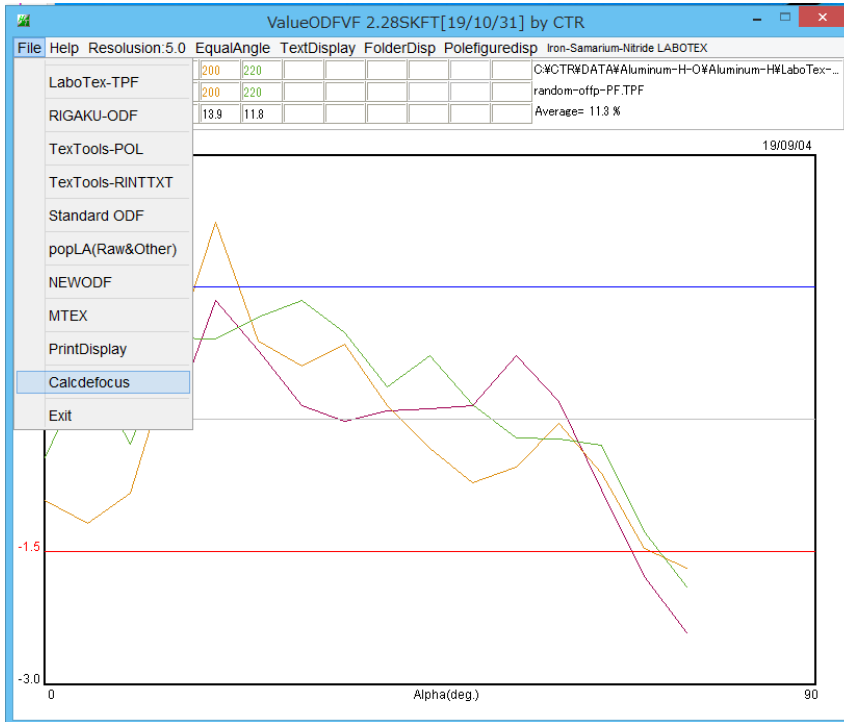 ValueODFVF 2.28SKFT[19/10/31] by CTR
File Help Resolusion:5.0 EqualAngle TextDisplay FolderDisp Polefiguredisp Iron-Samarium-Nitride LABOTEX
200 220 C:¥CTR¥DATA¥Aluminum-H-O¥Aluminum-H¥LaboTex-...
200 220 random-offp-PF.TPF
13.9 11.8 Average= 11.3 %
LaboTex-TPF
RIGAKU-ODF
TexTools-POL
TexTools-RINTTXT
Standard ODF
popLA(Raw&Other)
NEWODF
MTEX
PrintDisplay
Calcdefocus
Exit
19/09/04
-1.5
-3.0
0 Alpha(deg.) 90